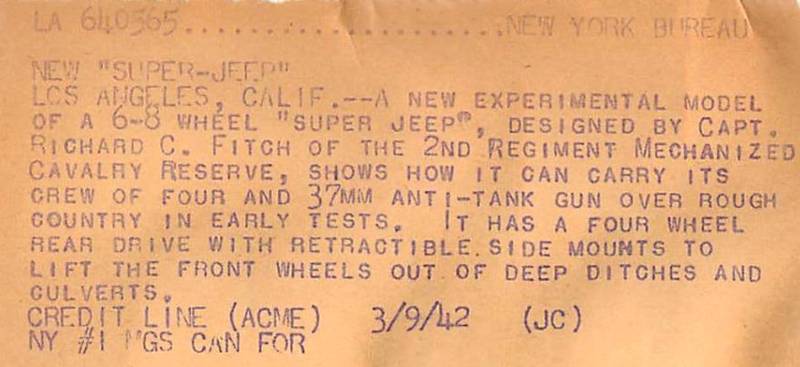 LA 640565......................NEW YORK BUREAU
NEW "SUPER-JEEP"
LOS ANGELES, CALIF.--A NEW EXPERIMENTAL MODEL
OF A 6-8 WHEEL "SUPER JEEP", DESIGNED BY CAPT.
RICHARD C. FITCH OF THE 2ND REGIMENT MECHANIZED
CAVALRY RESERVE, SHOWS HOW IT CAN CARRY ITS
CREW OF FOUR AND 37MM ANTI-TANK GUN OVER ROUGH
COUNTRY IN EARLY TESTS. IT HAS A FOUR WHEEL
REAR DRIVE WITH RETRACTIBLE.SIDE MOUNTS TO
LIFT THE FRONT WHEELS OUT OF DEEP DITCHES AND
CULVERTS.
CREDIT LINE (ACME) 3/9/42 (JC)
NY #1 MGS CAN FOR